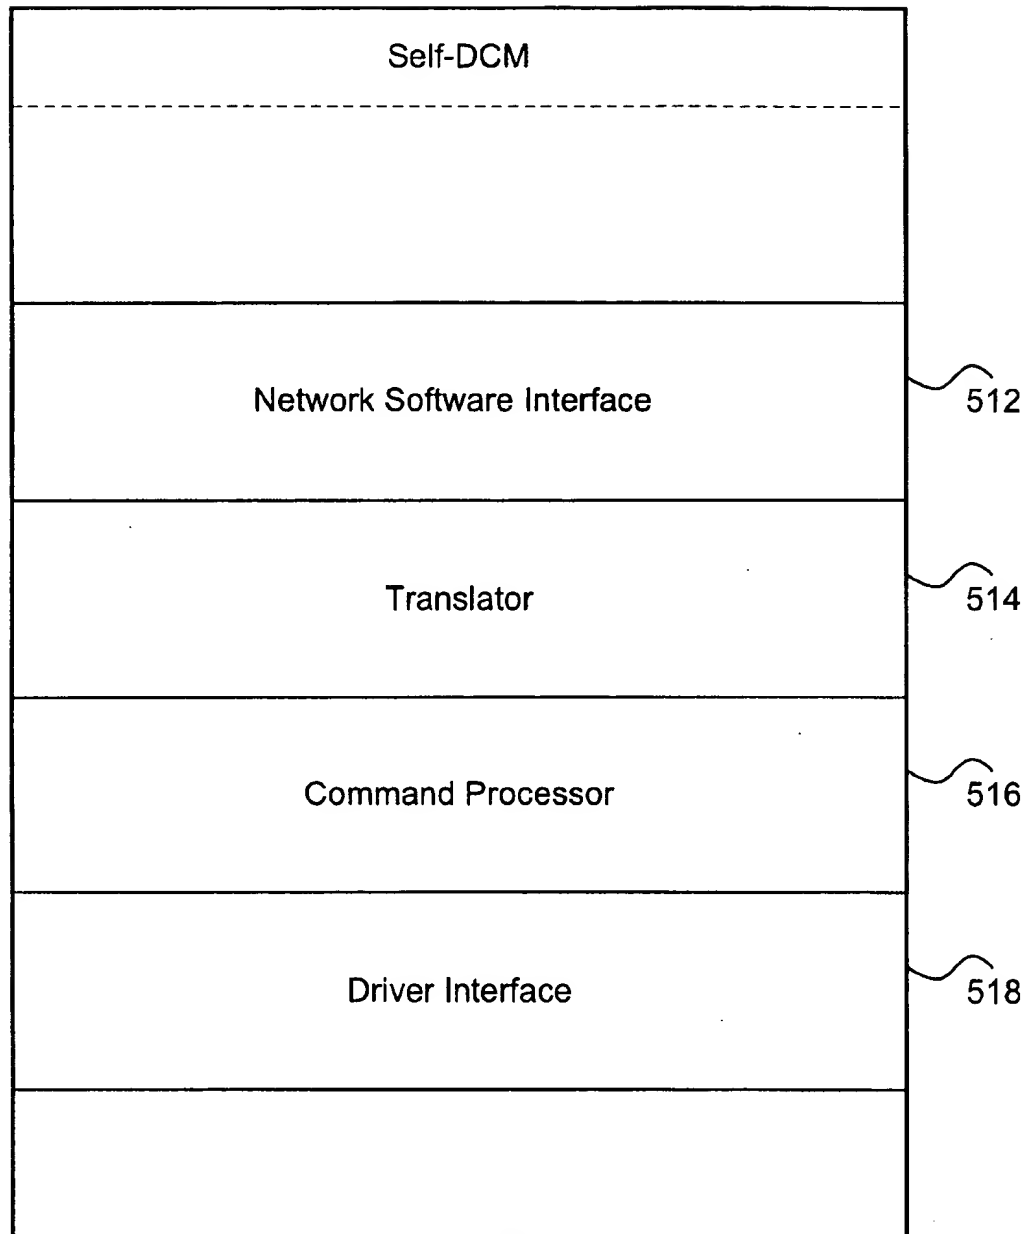 Self-DCM
Network Software Interface
512
Translator
514
Command Processor
516
Driver Interface
518